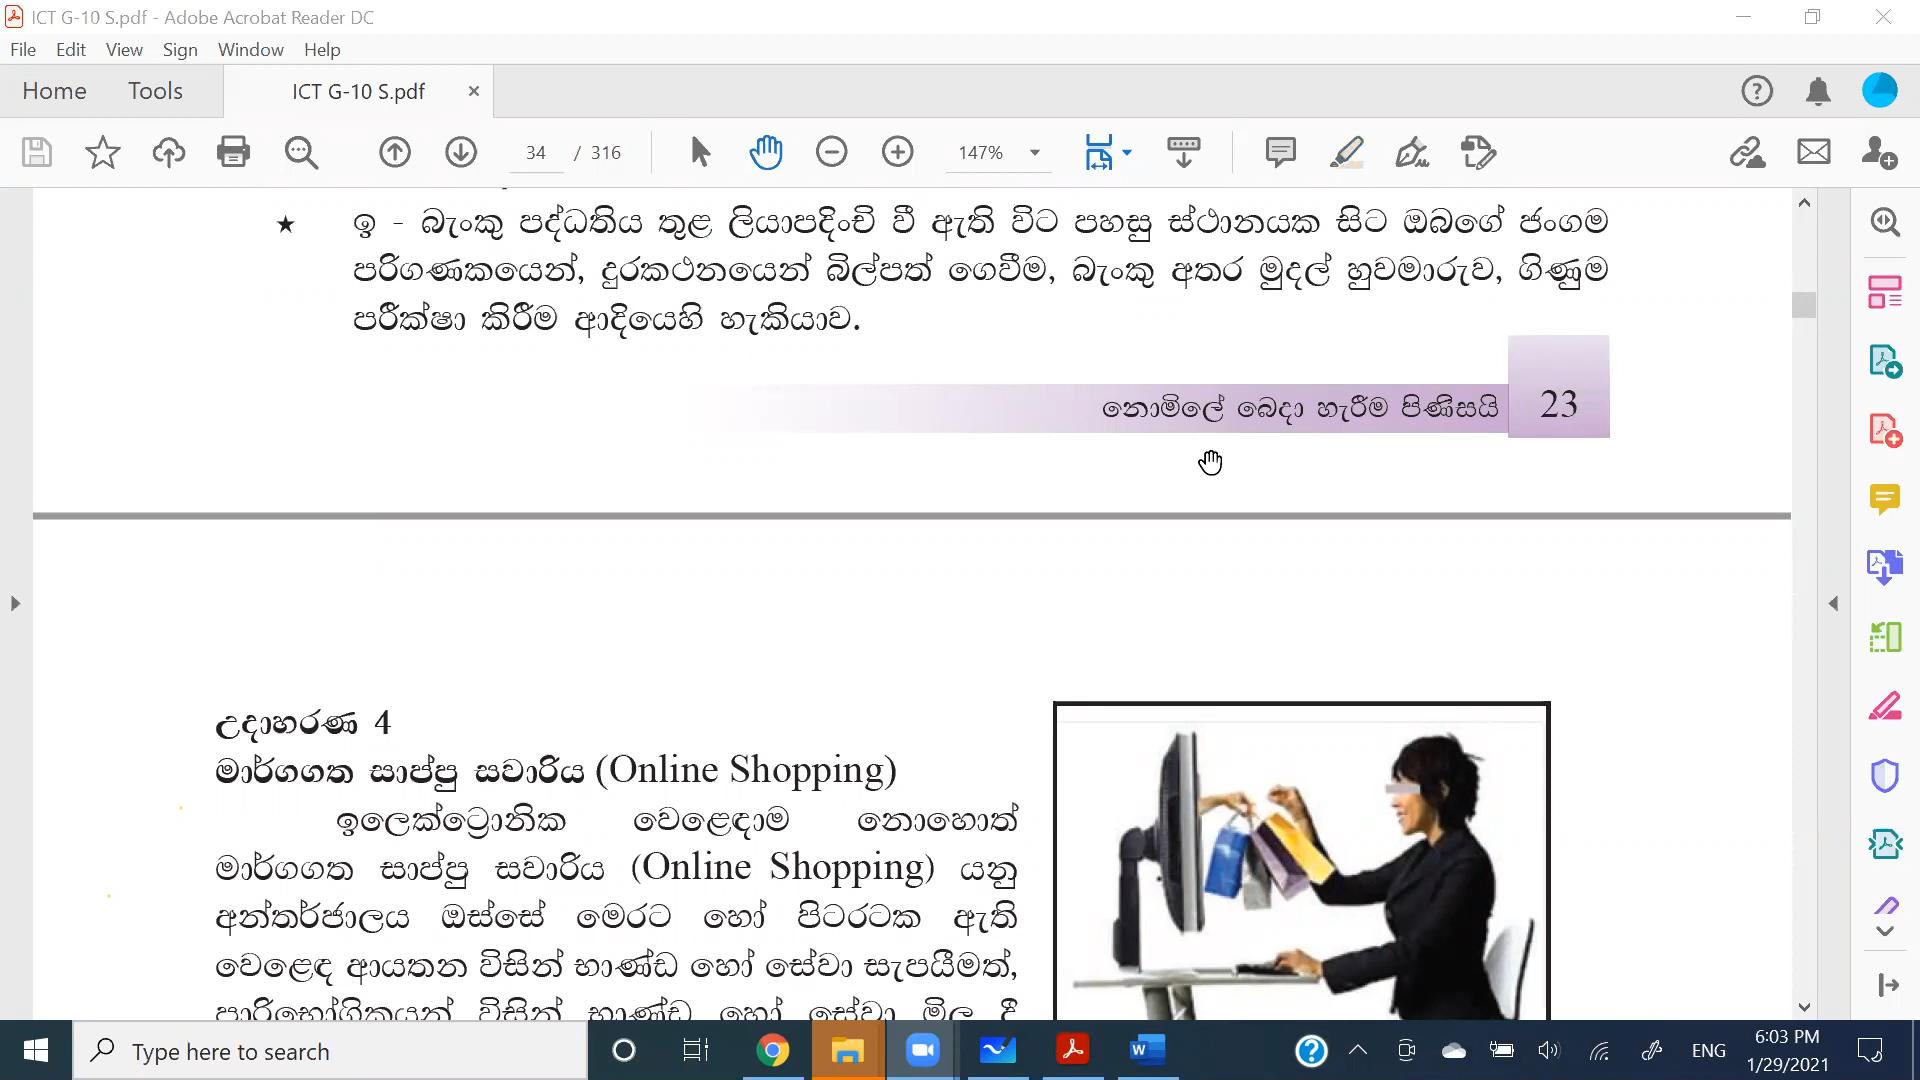 ICT G-10 S.pdf - Adobe Acrobat Reader DC
File Edit View Sign Window Help
Home Tools ICT G-10 S.pdf
34 / 316 147%
★ ඉ - බැංකු පද්ධතිය තුළ ලියාපදිංචි වී ඇති විට පහසු ස්ථානයක සිට ඔබගේ ජංගම
පරිගණකයෙන්, දුරකථනයෙන් බිල්පත් ගෙවීම, බැංකු අතර මුදල් හුවමාරුව, ගිණුම
පරීක්ෂා කිරීම ආදියෙහි හැකියාව.
නොමිලේ බෙදා හැරීම පිණිසයි 23
උදාහරණ 4
මාර්ගගත සාප්පු සවාරිය (Online Shopping)
ඉලෙක්ට්‍රොනික වෙළෙඳාම නොහොත්
මාර්ගගත සාප්පු සවාරිය (Online Shopping) යනු
අන්තර්ජාලය ඔස්සේ මෙරට හෝ පිටරටක ඇති
වෙළෙඳ ආයතන විසින් භාණ්ඩ හෝ සේවා සැපයීමත්,
පාරිභෝගිකයන් විසින් භාණ්ඩ හෝ සේවා මිල දී
Type here to search
ENG
6:03 PM
1/29/2021